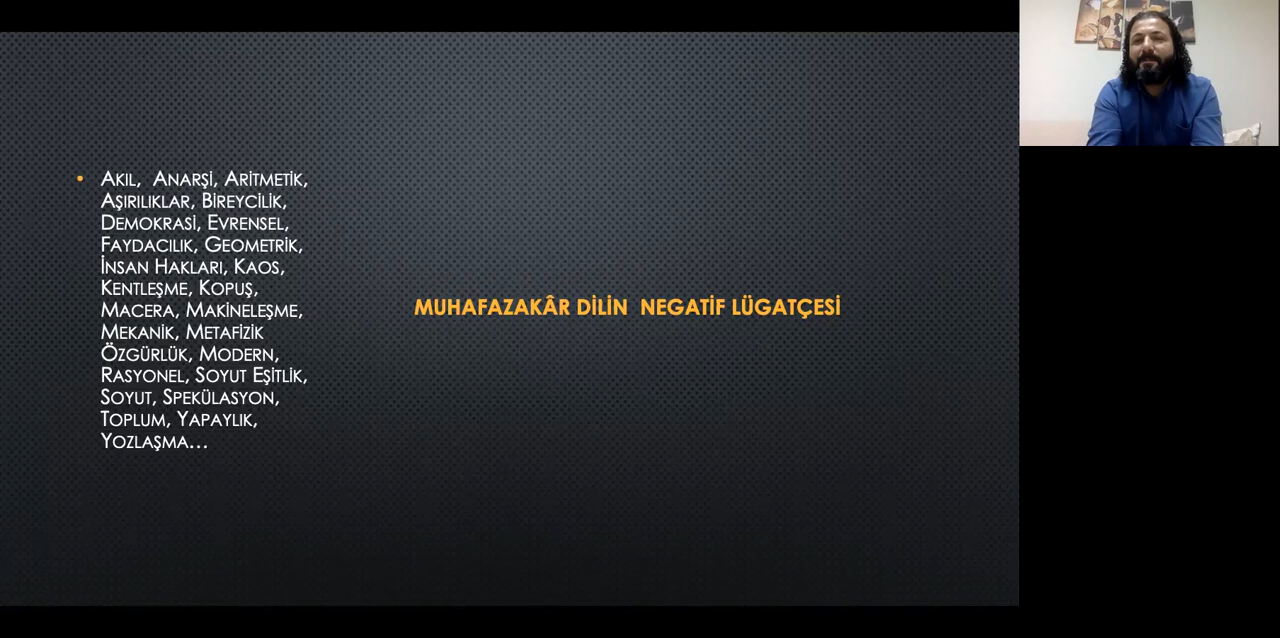 Akıl, Anarşi, Aritmetik,
Aşırılıklar, Bireycilik,
Demokrasi, Evrensel,
Faydacılık, Geometrik,
İnsan Hakları, Kaos,
Kentleşme, Kopuş,
Macera, Makineleşme,
Mekanik, Metafizik
Özgürlük, Modern,
Rasyonel, Soyut Eşitlik,
Soyut, Spekülasyon,
Toplum, Yapaylık,
Yozlaşma…
MUHAFAZAKÂR DİLİN NEGATİF LÜGATÇESİ